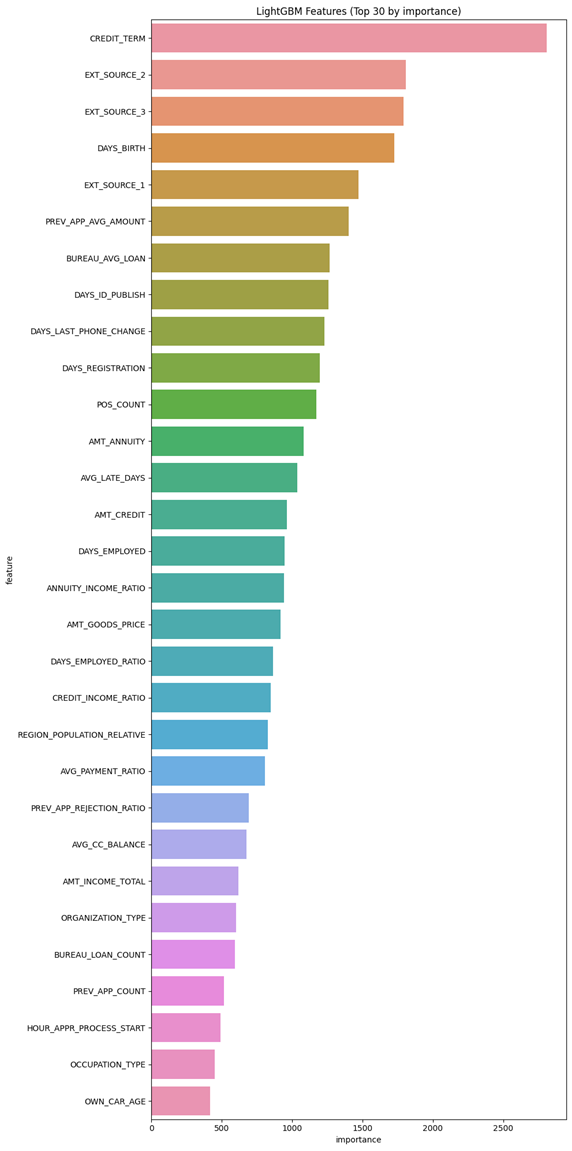 LightGBM Features (Top 30 by importance)
CREDIT_TERM
EXT_SOURCE_2
EXT_SOURCE_3
DAYS_BIRTH
EXT_SOURCE_1
PREV_APP_AVG_AMOUNT
BUREAU_AVG_LOAN
DAYS_ID_PUBLISH
DAYS_LAST_PHONE_CHANGE
DAYS_REGISTRATION
POS_COUNT
AMT_ANNUITY
AVG_LATE_DAYS
AMT_CREDIT
DAYS_EMPLOYED
ANNUITY_INCOME_RATIO
AMT_GOODS_PRICE
DAYS_EMPLOYED_RATIO
CREDIT_INCOME_RATIO
REGION_POPULATION_RELATIVE
AVG_PAYMENT_RATIO
PREV_APP_REJECTION_RATIO
AVG_CC_BALANCE
AMT_INCOME_TOTAL
ORGANIZATION_TYPE
BUREAU_LOAN_COUNT
PREV_APP_COUNT
HOUR_APPR_PROCESS_START
OCCUPATION_TYPE
OWN_CAR_AGE
feature
0 500 1000 1500 2000 2500
importance